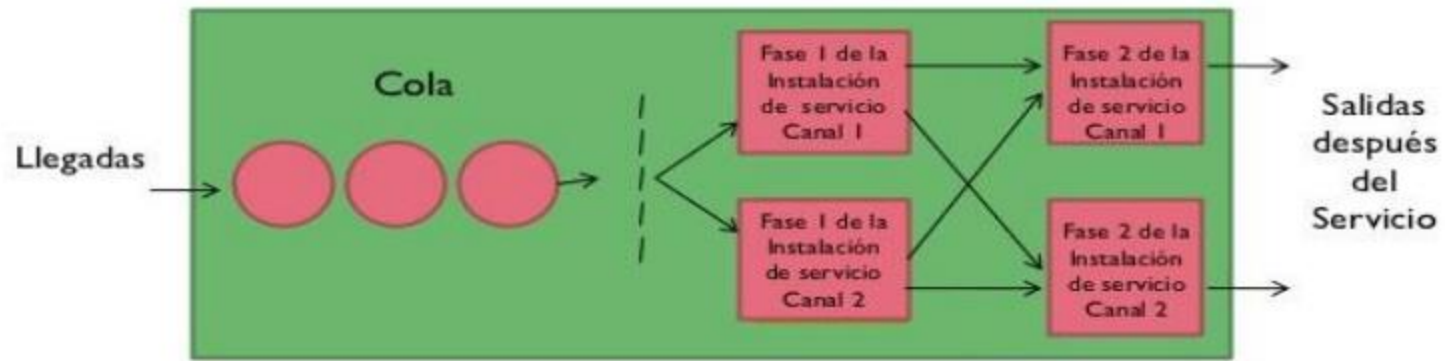 Llegadas
Cola
Fase 1 de la
Instalación
de servicio
Canal 1
Fase 1 de la
Instalación
de servicio
Canal 2
Fase 2 de la
Instalación
de servicio
Canal 1
Fase 2 de la
Instalación
de servicio
Canal 2
Salidas
después
del
Servicio